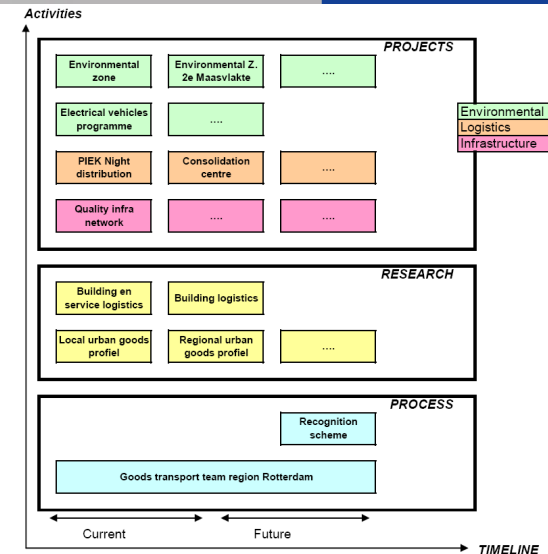 Activities
PROJECTS
Environmental
zone
Environmental Z.
2e Maasvlakte
....
Electrical vehicles
programme
....
Environmental
Logistics
Infrastructure
PIEK Night
distribution
Consolidation
centre
....
Quality infra
network
....
....
RESEARCH
Building en
service logistics
Building logistics
Local urban goods
profiel
Regional urban
goods profiel
....
PROCESS
Recognition
scheme
Goods transport team region Rotterdam
Current
Future
TIMELINE